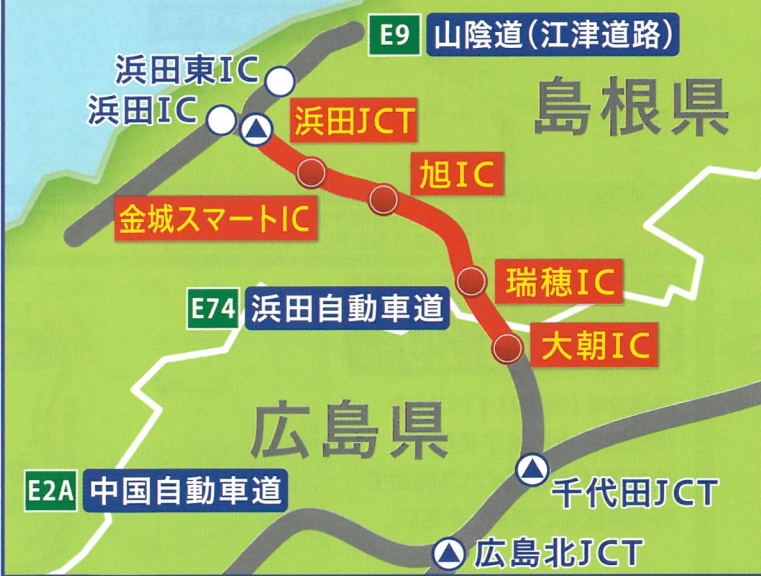 E9 山陰道(江津道路)
浜田東IC
島根県
浜田IC
浜田JCT
旭IC
金城スマートIC
瑞穂IC
E74 浜田自動車道
大朝IC
広島県
E2A 中国自動車道
千代田JCT
広島北JCT